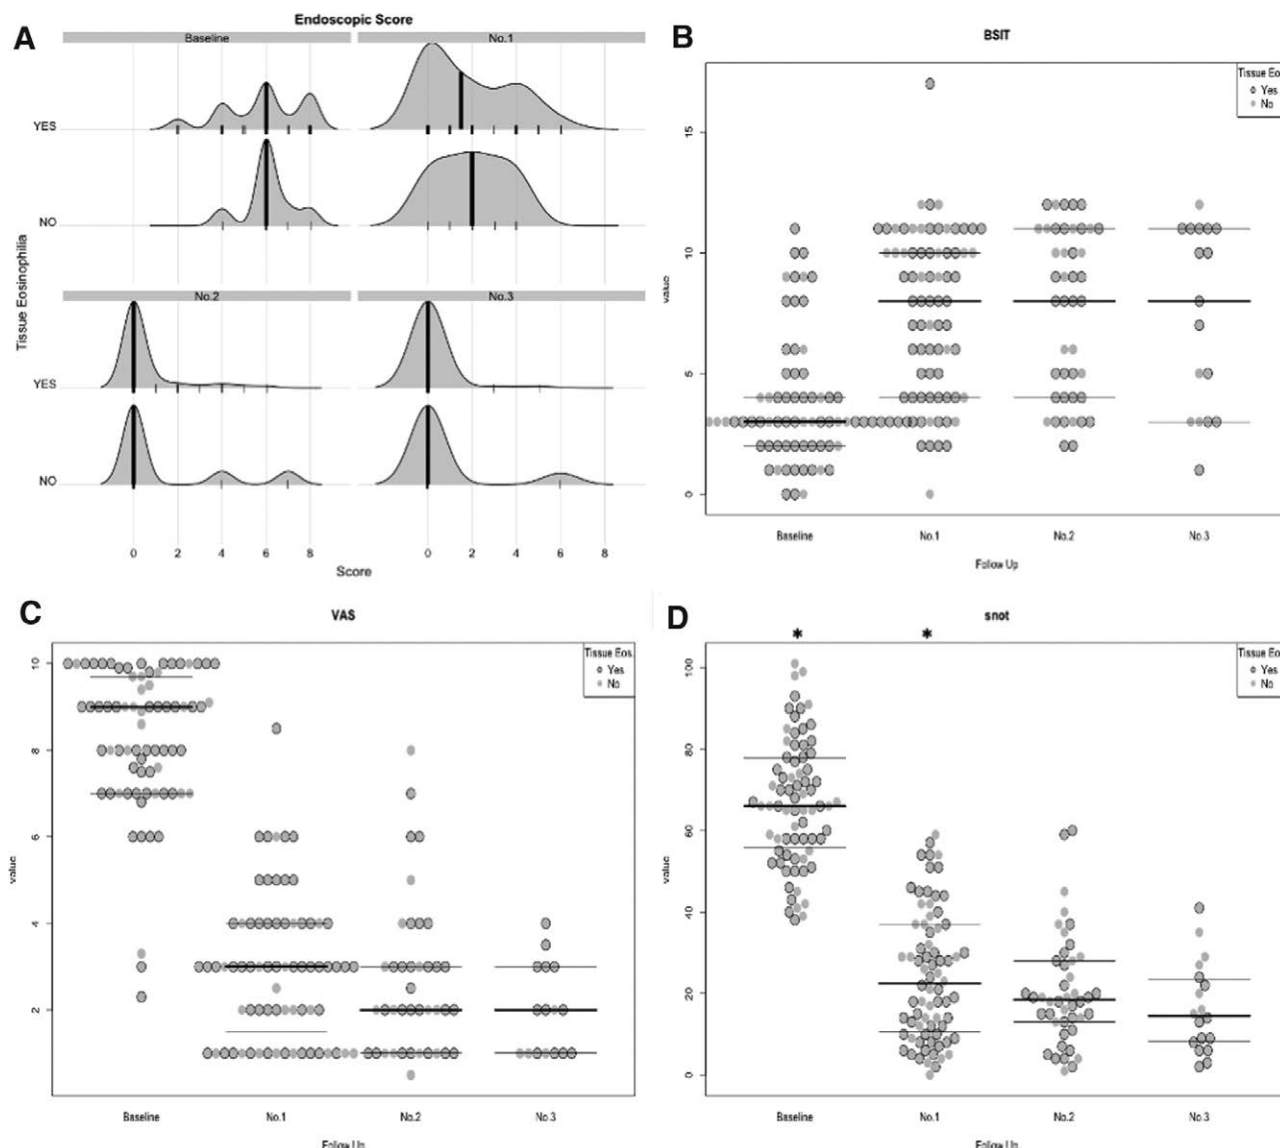 A
Endoscopic Score
Baseline
No.1
YES
NO
Tissue Eosinophilia
No.2
No.3
YES
NO
0 2 4 6 8 0 2 4 6 8
Score
B
BSIT
Tissue Eo
Yes
No
value
15
10
5
0
Baseline No.1 No.2 No.3
Follow Up
C
VAS
Tissue Eos.
Yes
No
value
10
8
6
4
2
Baseline No.1 No.2 No.3
Follow Up
D
snot
* *
Tissue Eo
Yes
No
value
100
80
60
40
20
0
Baseline No.1 No.2 No.3
Follow Up